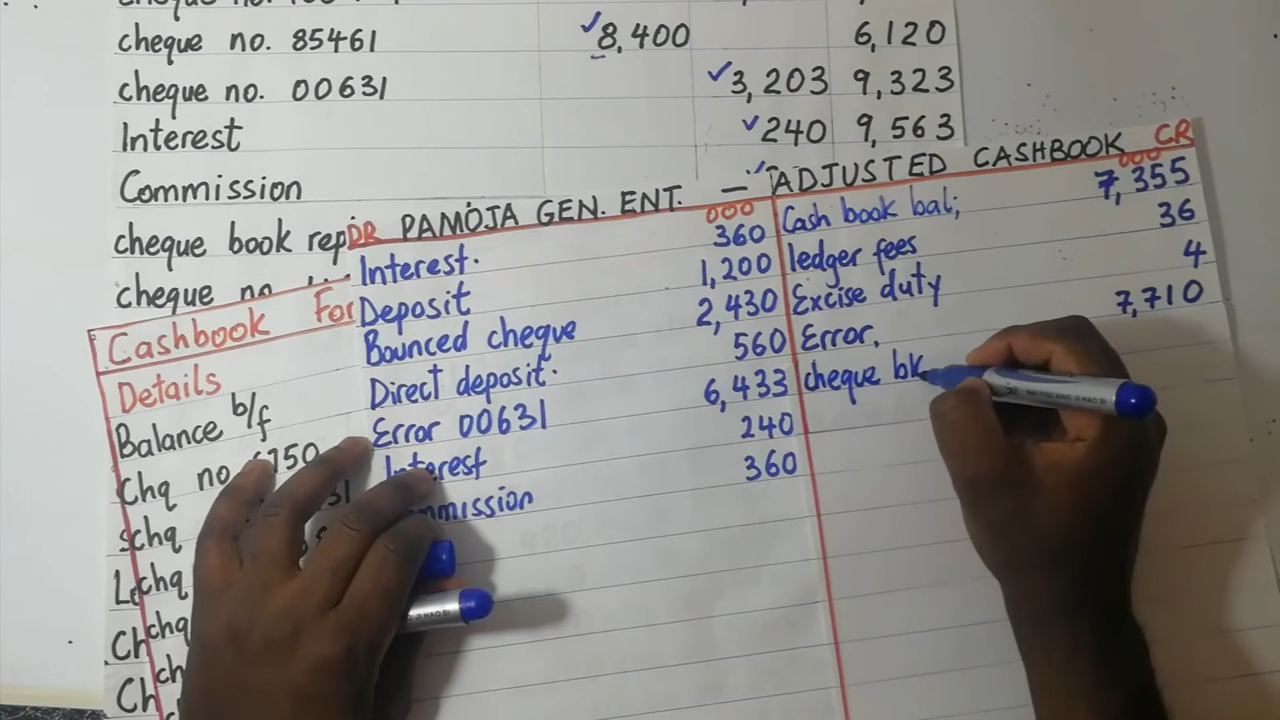 cheque no. 85461 8,400 6,120
cheque no. 00631 3,203 9,323
Interest 240 9,563
Commission
cheque book
cheque
DR PAMOJA GEN. ENT. – ADJUSTED CASHBOOK CR
000 000
Interest. 360 Cash book bal; 7,355
Deposit 1,200 ledger fees 36
Bounced cheque 2,430 Excise duty 4
Direct deposit. 560 Error. 7,710
Error 00631 6,433 cheque bk
Interest 240
360
Cashbook
Details
Balance b/f
Chq no
chq
chq
chq